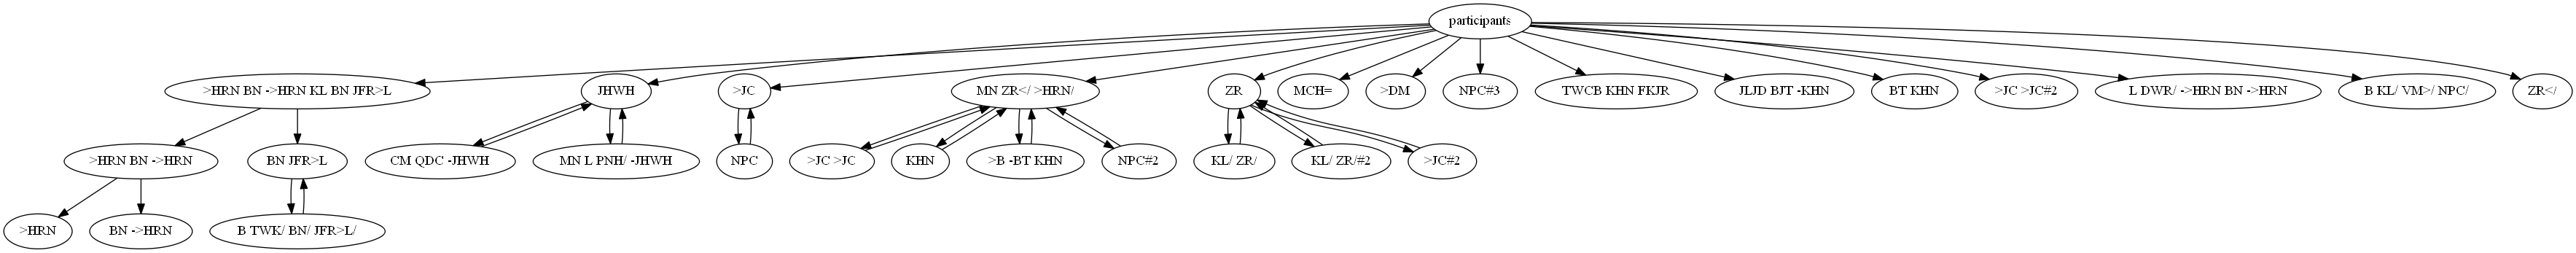 participants
>HRN BN ->HRN KL BN JFR>L
JHWH
>JC
MN ZR</ >HRN/
ZR
MCH=
>DM
NPC#3
TWCB KHN FKJR
JLJD BJT -KHN
BT KHN
>JC >JC#2
L DWR/ ->HRN BN ->HRN
B KL/ VM>/ NPC/
ZR</
>HRN BN ->HRN
BN JFR>L
CM QDC -JHWH
MN L PNH/ -JHWH
NPC
>JC >JC
KHN
>B -BT KHN
NPC#2
KL/ ZR/
KL/ ZR/#2
>JC#2
>HRN
BN ->HRN
B TWK/ BN/ JFR>L/